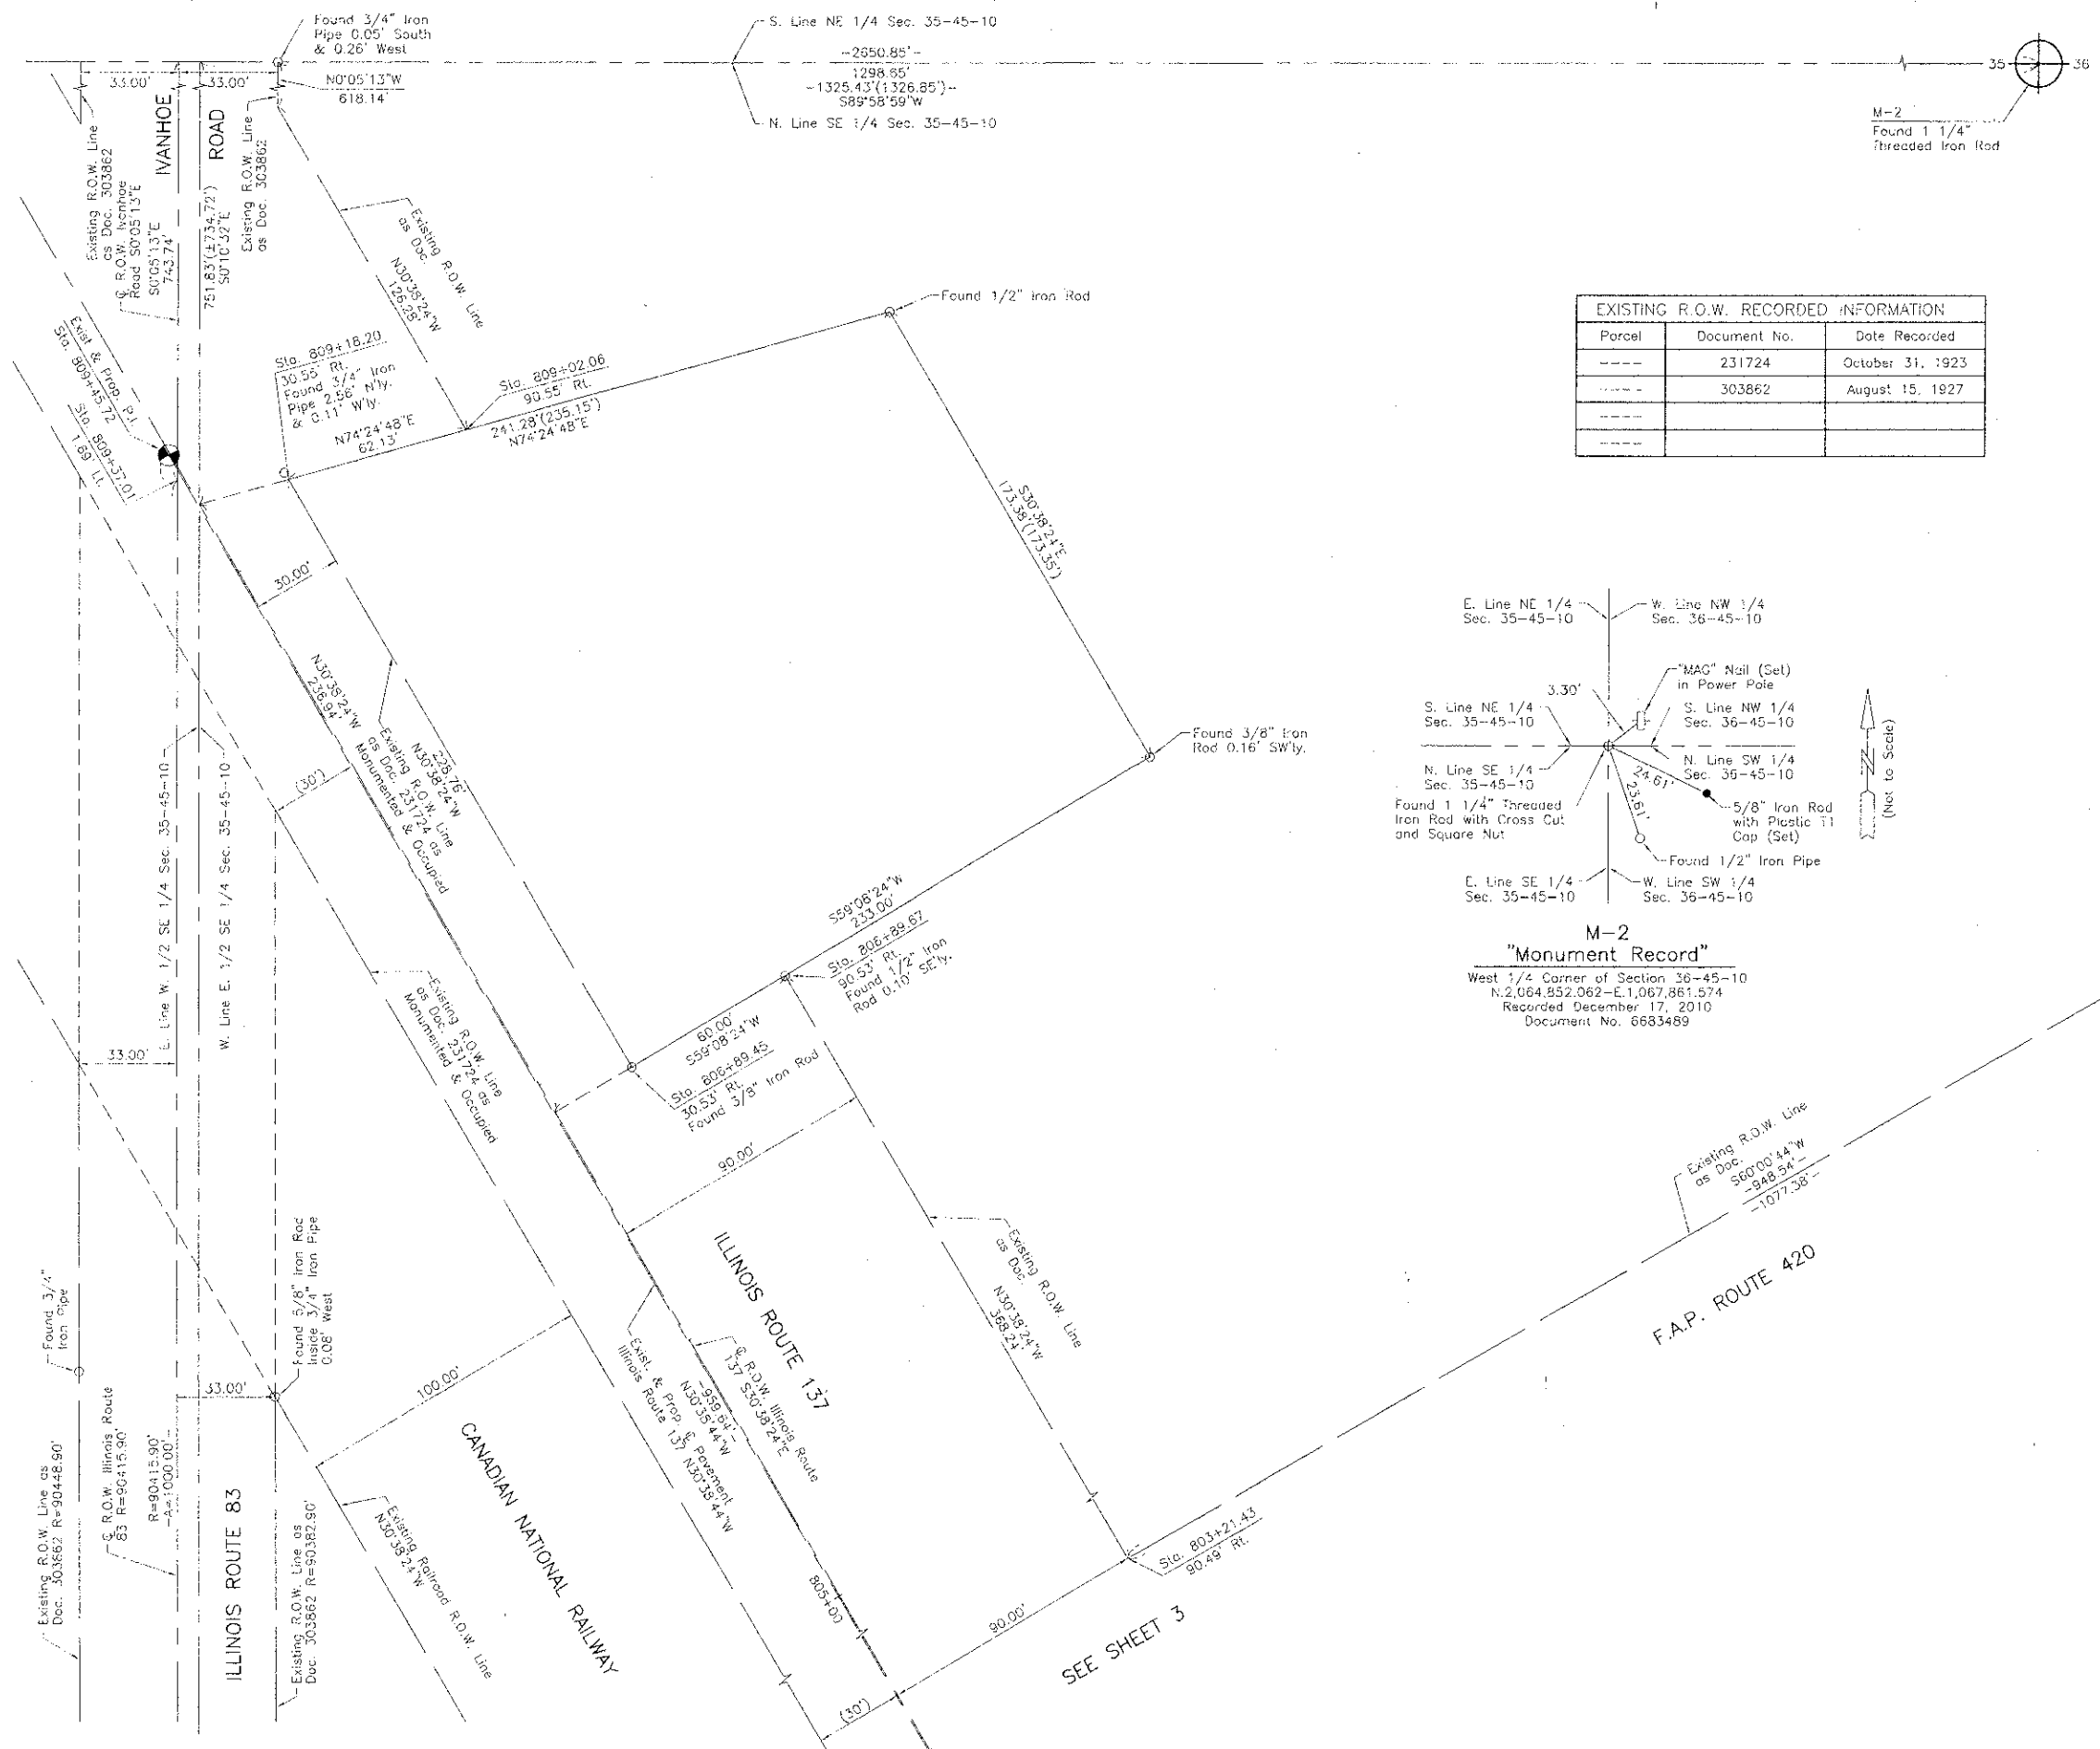 Found 3/4" Iron
Pipe 0.05' South
& 0.26' West
S. Line NE 1/4 Sec. 35-45-10
-2650.85'-
1298.65'
-1325.43'(1326.85')-
S89°58'59"W
N. Line SE 1/4 Sec. 35-45-10
35
36
M-2
Found 1 1/4"
Threaded Iron Rod
33.00'
33.00'
N0°05'13"W
618.14'
Existing R.O.W. Line
as Doc. 303862
℄ R.O.W. Ivanhoe
Road S0°05'13"E
S0°05'13"E
743.74'
IVANHOE
ROAD
751.83'(±734.72')
S0°10'32"E
Existing R.O.W. Line
as Doc. 303862
Existing R.O.W. Line
as Doc.
N30°38'24"W
126.28'
Found 1/2" Iron Rod
Exist & Prop. P.I.
Sta. 809+45.72
Sta. 809+37.01
1.69' Lt.
Sta. 809+18.20
30.55' Rt.
Found 3/4" Iron
Pipe 2.56' N'ly.
& 0.11' W'ly.
N74°24'48"E
62.13'
Sta. 809+02.06
90.55' Rt.
241.28'(235.15')
N74°24'48"E
EXISTING R.O.W. RECORDED INFORMATION
Parcel Document No. Date Recorded
---- 231724 October 31, 1923
---- 303862 August 15, 1927
----
----
S30°38'24"E
173.38'(173.35')
30.00'
N30°38'24"W
236.94'
Existing R.O.W. Line
as Doc. 231724 as
Monumented & Occupied
228.76'
N30°38'24"W
(30')
Found 3/8" Iron
Rod 0.16' SW'ly.
E. Line NE 1/4
Sec. 35-45-10
W. Line NW 1/4
Sec. 36-45-10
"MAG" Nail (Set)
in Power Pole
3.30'
S. Line NE 1/4
Sec. 35-45-10
S. Line NW 1/4
Sec. 36-45-10
N. Line SE 1/4
Sec. 35-45-10
N. Line SW 1/4
Sec. 36-45-10
24.61'
23.61'
Found 1 1/4" Threaded
Iron Rod with Cross Cut
and Square Nut
5/8" Iron Rod
with Plastic T1
Cap (Set)
Found 1/2" Iron Pipe
E. Line SE 1/4
Sec. 35-45-10
W. Line SW 1/4
Sec. 36-45-10
N
(Not to Scale)
M-2
"Monument Record"
West 1/4 Corner of Section 36-45-10
N.2,064,852.062-E.1,067,861.574
Recorded December 17, 2010
Document No. 6683489
E. Line W. 1/2 SE 1/4 Sec. 35-45-10
W. Line E. 1/2 SE 1/4 Sec. 35-45-10
33.00'
S59°08'24"W
233.00'
Sta. 806+89.67
90.53' Rt.
Found 1/2" Iron
Rod 0.10' SE'ly.
60.00'
S59°08'24"W
Sta. 806+89.45
30.53' Rt.
Found 3/8" Iron Rod
Existing R.O.W. Line
as Doc. 231724 as
Monumented & Occupied
90.00'
Existing R.O.W. Line
as Doc.
S60°00'44"W
-948.54'-
-1077.38'-
F.A.P. ROUTE 420
Existing R.O.W. Line
as Doc.
N30°38'24"W
368.24'
ILLINOIS ROUTE 137
℄ R.O.W. Illinois Route
137 S30°38'24"E
-959.64'-
N30°38'44"W
Exist. & Prop. ℄ Pavement
Illinois Route 137 N30°38'44"W
Found 3/4"
Iron Pipe
Found 5/8" Iron Rod
Inside 3/4" Iron Pipe
0.08' West
33.00'
100.00'
CANADIAN NATIONAL RAILWAY
Existing Railroad R.O.W. Line
N30°38'24"W
Existing R.O.W. Line as
Doc. 303862 R=90448.90'
℄ R.O.W. Illinois Route
83 R=90415.90'
R=90415.90'
-A=1000.00'-
ILLINOIS ROUTE 83
Existing R.O.W. Line as
Doc. 303862 R=90382.90'
805+00
Sta. 803+21.43
90.49' Rt.
90.00'
(30')
SEE SHEET 3